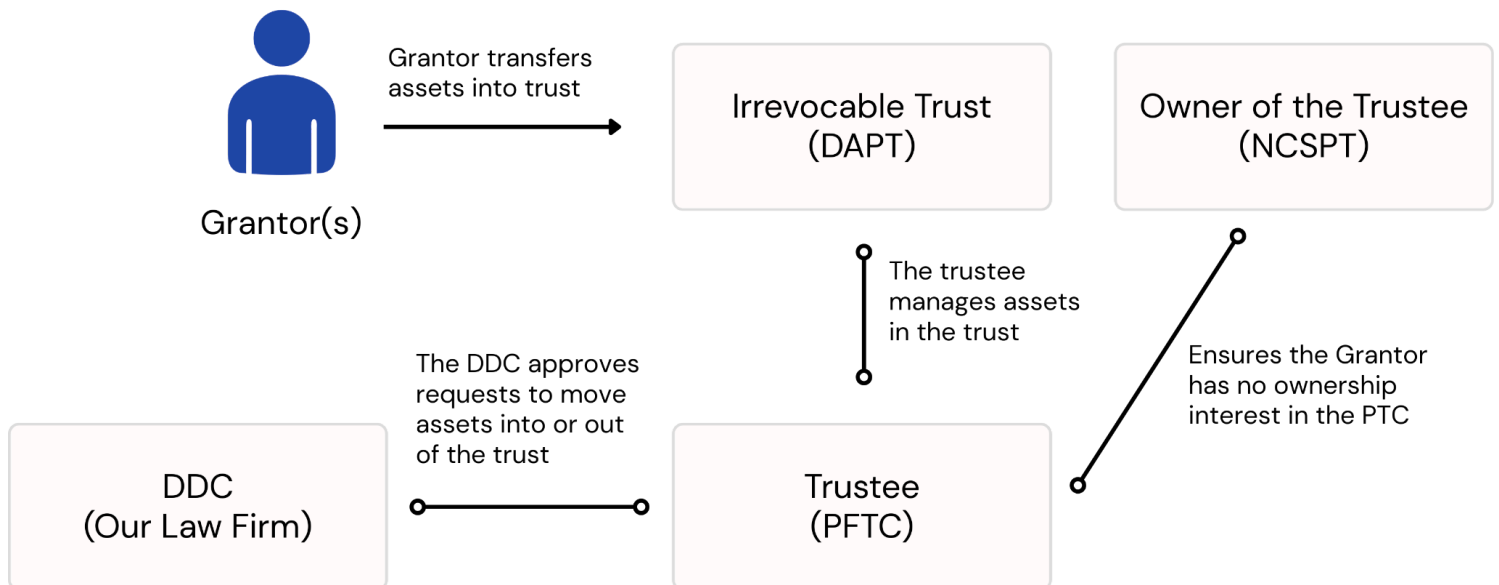 Grantor transfers
assets into trust
Irrevocable Trust
(DAPT)
Owner of the Trustee
(NCSPT)
Grantor(s)
The trustee
manages assets
in the trust
Ensures the Grantor
has no ownership
interest in the PTC
The DDC approves
requests to move
assets into or out
of the trust
DDC
(Our Law Firm)
Trustee
(PFTC)